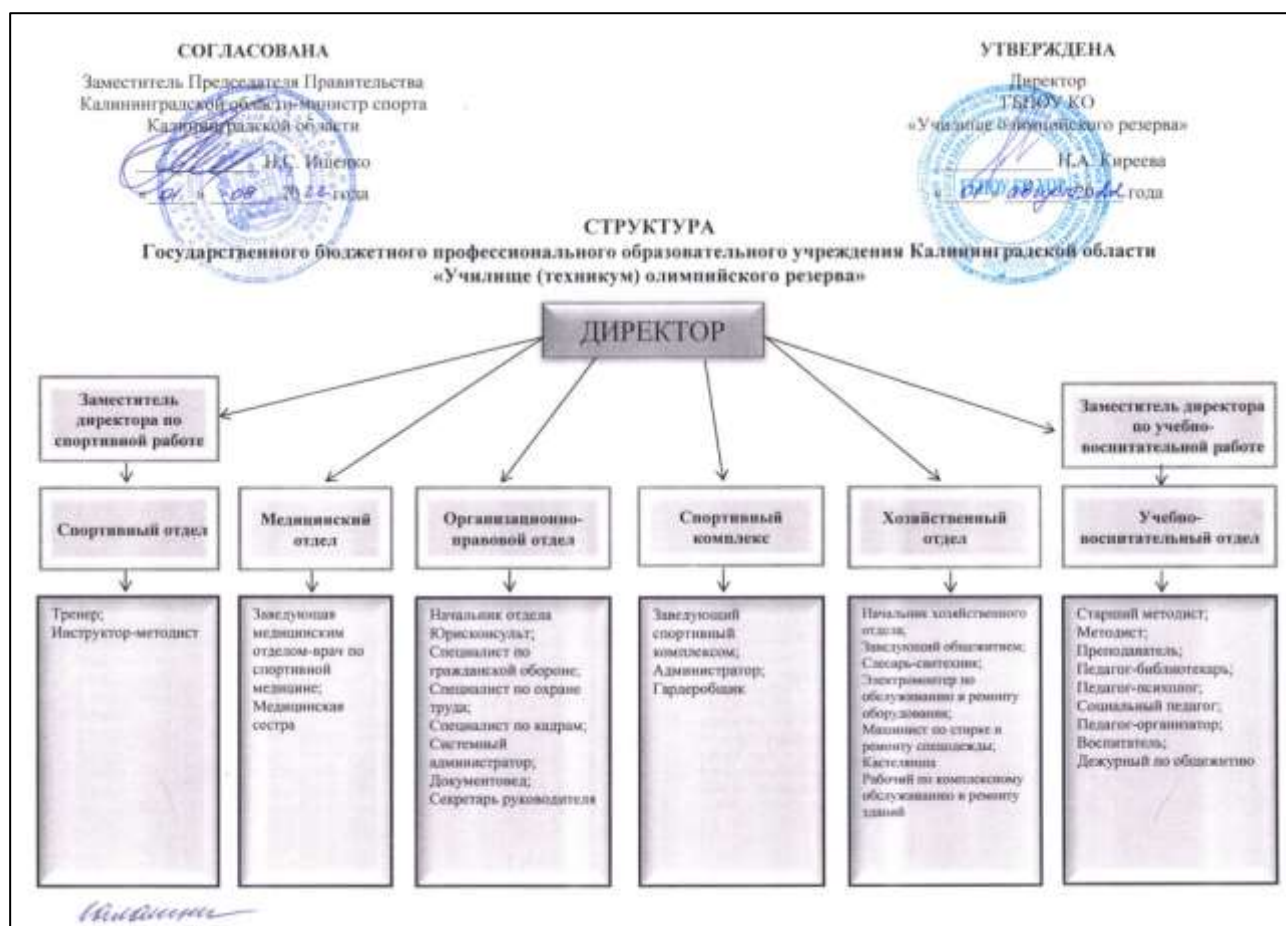 СОГЛАСОВАНА
Заместитель Председателя Правительства
Калининградской области-министр спорта
Калининградской области
Н.С. Ищенко
« 01 » 08 2022 года
УТВЕРЖДЕНА
Директор
ГБПОУ КО
«Училище олимпийского резерва»
Н.А. Киреева
« 01 » августа 2022 года
СТРУКТУРА
Государственного бюджетного профессионального образовательного учреждения Калининградской области
«Училище (техникум) олимпийского резерва»
ДИРЕКТОР
Заместитель
директора по
спортивной работе
Заместитель директора
по учебно-
воспитательной работе
Спортивный отдел
Медицинский
отдел
Организационно-
правовой отдел
Спортивный
комплекс
Хозяйственный
отдел
Учебно-
воспитательный отдел
Тренер;
Инструктор-методист
Заведующая
медицинским
отделом-врач по
спортивной
медицине;
Медицинская
сестра
Начальник отдела
Юрисконсульт;
Специалист по
гражданской обороне;
Специалист по охране
труда;
Специалист по кадрам;
Системный
администратор;
Документовед;
Секретарь руководителя
Заведующий
спортивный
комплексом;
Администратор;
Гардеробщик
Начальник хозяйственного
отдела;
Заведующий общежитием;
Слесарь-сантехник;
Электромонтер по
обслуживанию и ремонту
оборудования;
Машинист по стирке и
ремонту спецодежды;
Кастелянша
Рабочий по комплексному
обслуживанию и ремонту
зданий
Старший методист;
Методист;
Преподаватель;
Педагог-библиотекарь;
Педагог-психолог;
Социальный педагог;
Педагог-организатор;
Воспитатель;
Дежурный по общежитию